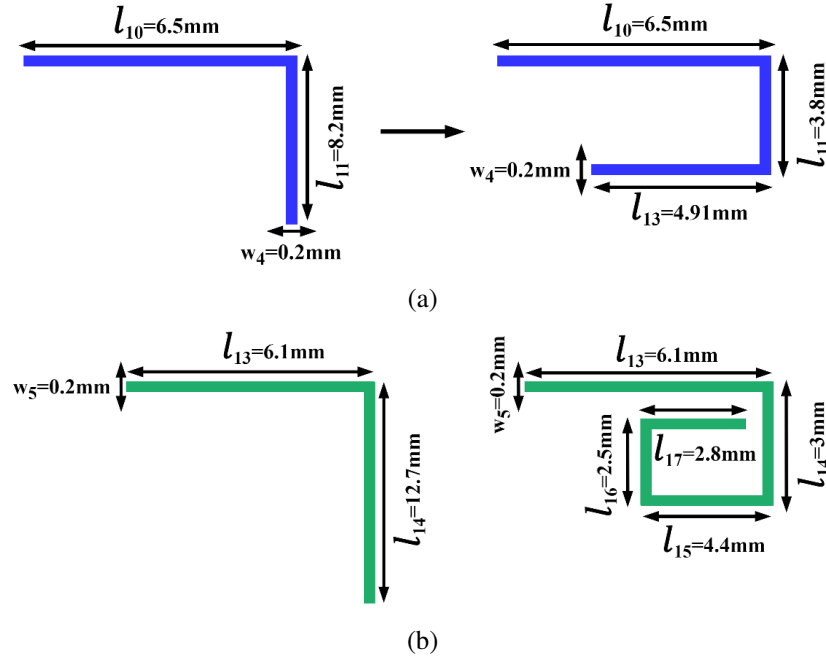 l10=6.5mm
l11=8.2mm
w4=0.2mm
l10=6.5mm
l11=3.8mm
w4=0.2mm
l13=4.91mm
(a)
l13=6.1mm
w5=0.2mm
l14=12.7mm
l13=6.1mm
w5=0.2mm
l16=2.5mm
l17=2.8mm
l14=3mm
l15=4.4mm
(b)